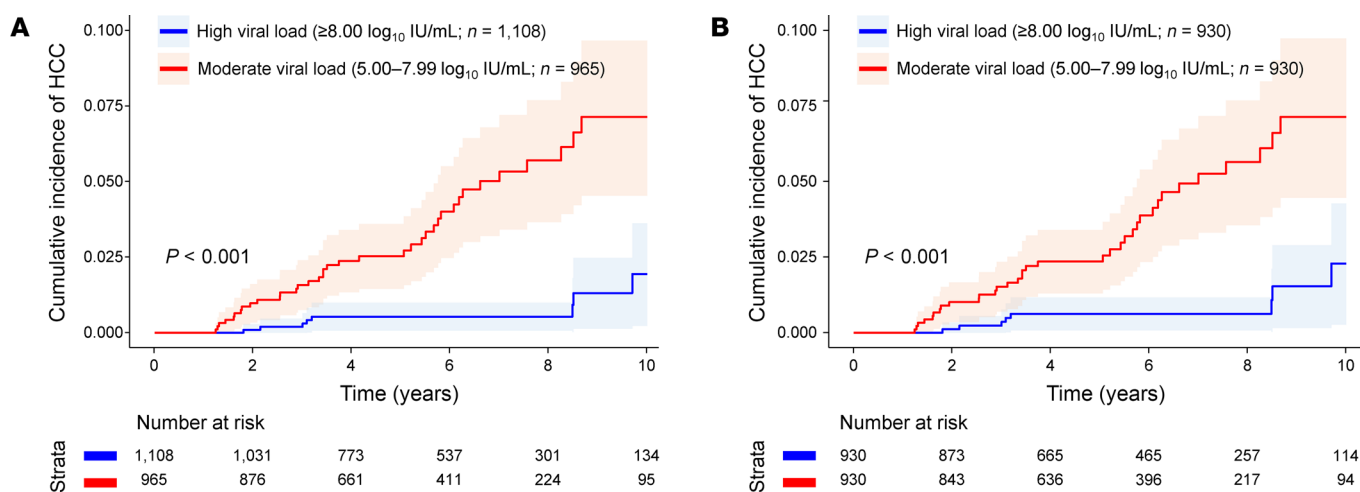 A
High viral load (≥8.00 log10 IU/mL; n = 1,108)
Moderate viral load (5.00–7.99 log10 IU/mL; n = 965)
Cumulative incidence of HCC
0.100
0.075
0.050
0.025
0.000
P < 0.001
0 2 4 6 8 10
Time (years)
Number at risk
Strata
1,108 1,031 773 537 301 134
965 876 661 411 224 95
B
High viral load (≥8.00 log10 IU/mL; n = 930)
Moderate viral load (5.00–7.99 log10 IU/mL; n = 930)
Cumulative incidence of HCC
0.100
0.075
0.050
0.025
0.000
P < 0.001
0 2 4 6 8 10
Time (years)
Number at risk
Strata
930 873 665 465 257 114
930 843 636 396 217 94